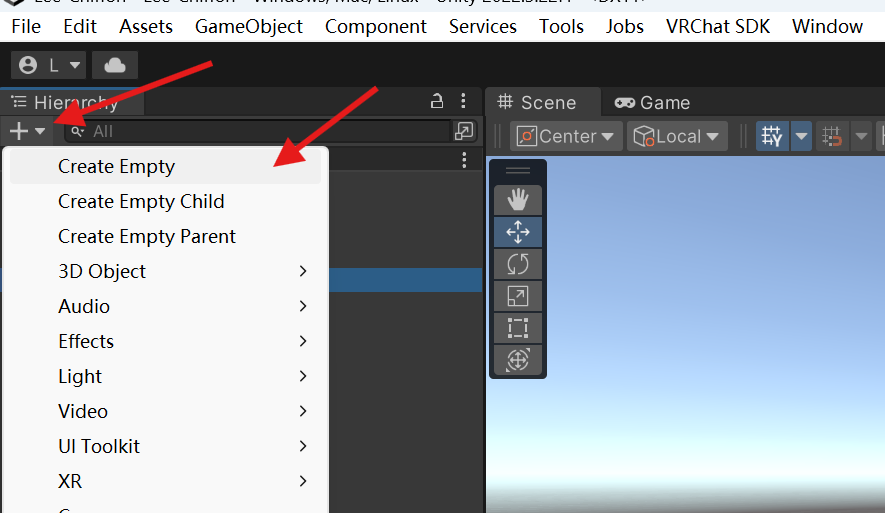 File Edit Assets GameObject Component Services Tools Jobs VRChat SDK Window
L
Hierarchy
All
Scene
Game
Center
Local
Create Empty
Create Empty Child
Create Empty Parent
3D Object
Audio
Effects
Light
Video
UI Toolkit
XR